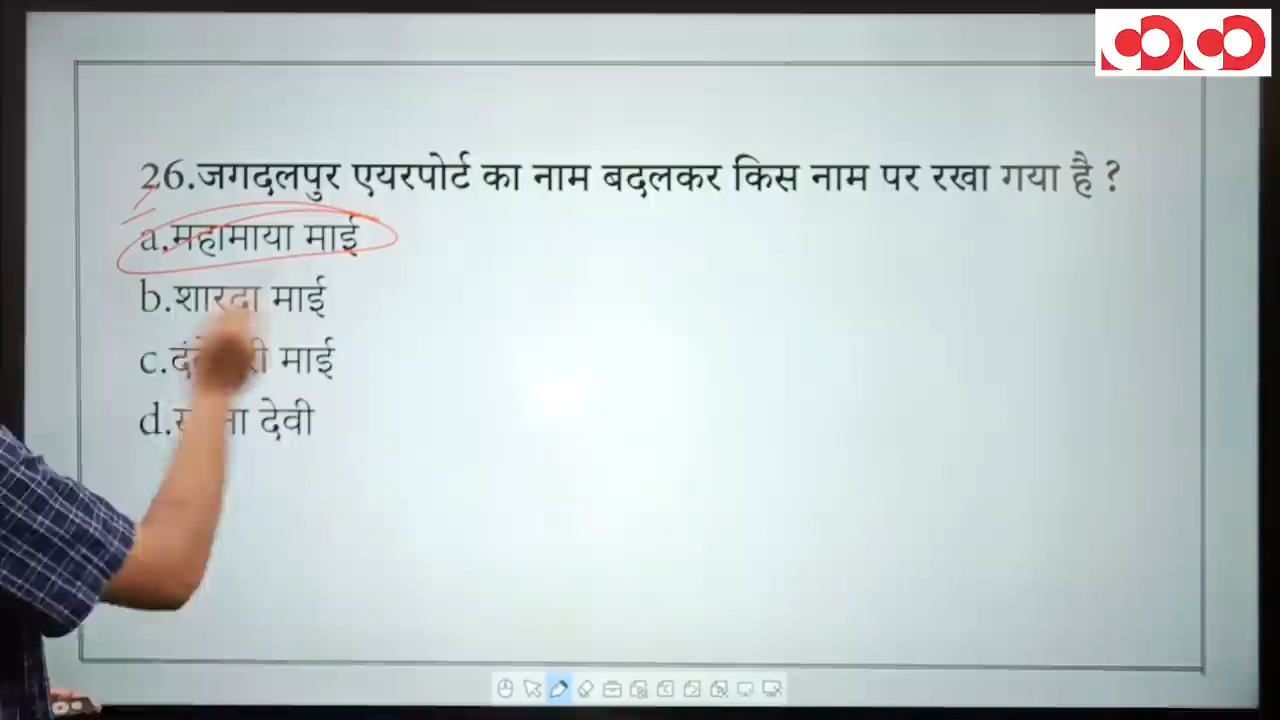 26.जगदलपुर एयरपोर्ट का नाम बदलकर किस नाम पर रखा गया है ?
a.महामाया माई
b.शारदा माई
c. माई
d. देवी